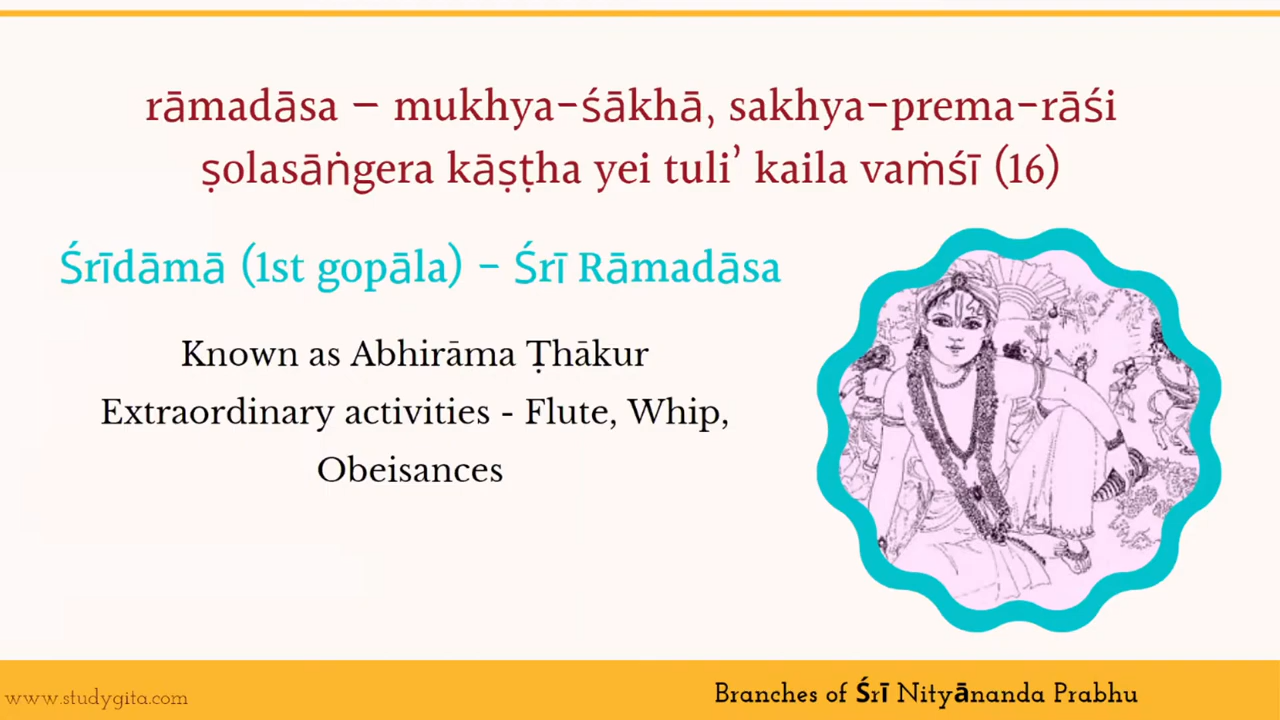 rāmadāsa – mukhya-śākhā, sakhya-prema-rāśi
ṣolasāṅgera kāṣṭha yei tuli’ kaila vaṁśī (16)
Śrīdāmā (1st gopāla) - Śrī Rāmadāsa
Known as Abhirāma Ṭhākur
Extraordinary activities - Flute, Whip,
Obeisances
www.studygita.com
Branches of Śrī Nityānanda Prabhu